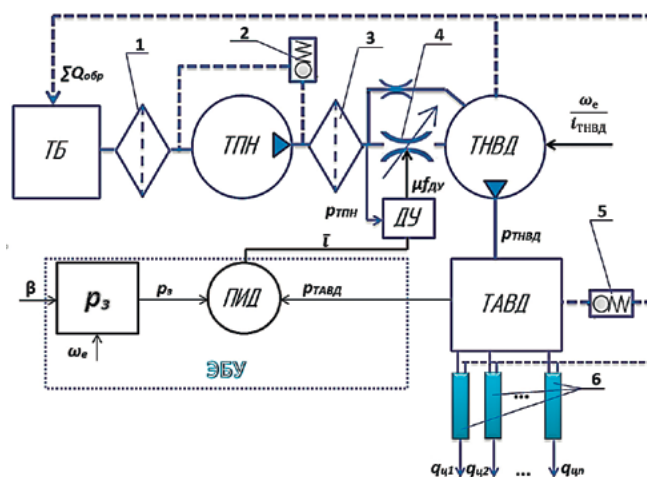 1
2
3
4
ΣQобр
ТБ
ТПН
ТНВД
ωe
iТНВД
μfДУ
pТПН
ДУ
pТНВД
5
ī
β
pз
pз
ПИД
pТАВД
ТАВД
ωe
ЭБУ
6
...
qц1 qц2 ... qцn